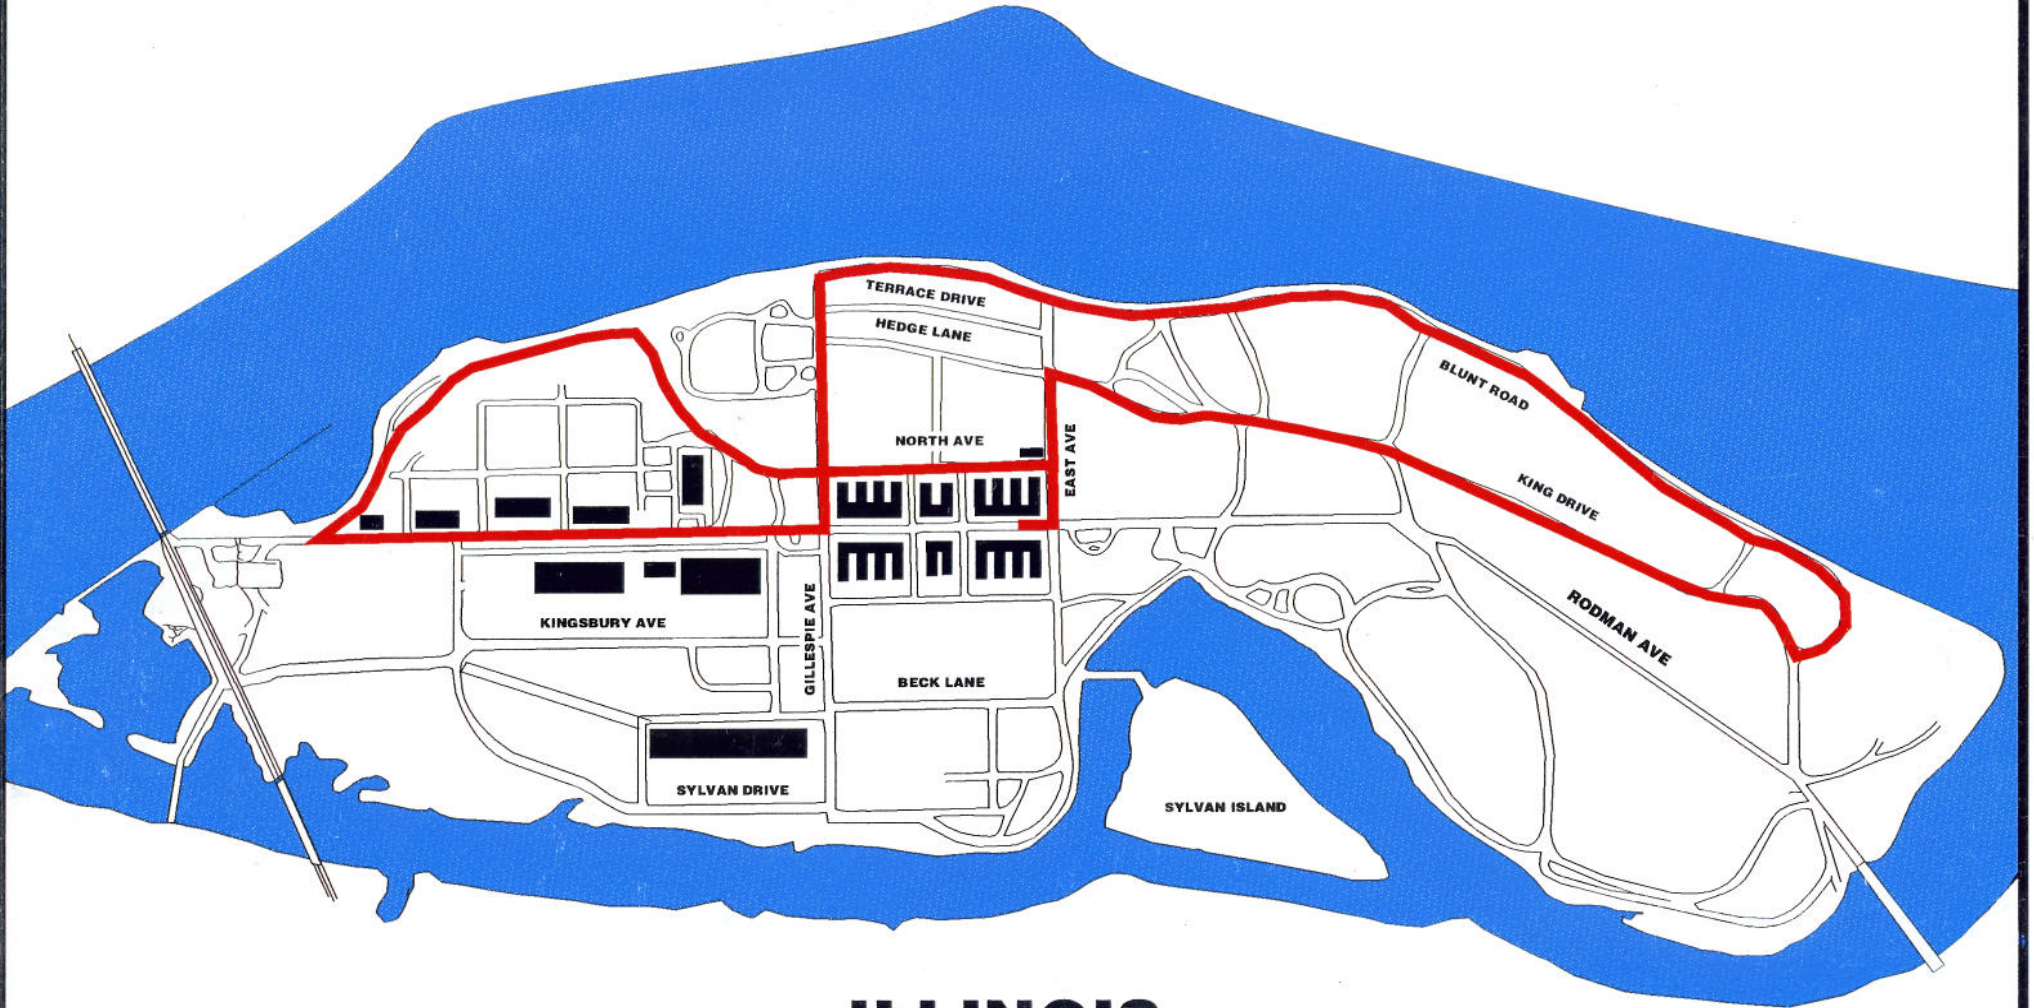 TERRACE DRIVE
HEDGE LANE
BLUNT ROAD
NORTH AVE
EAST AVE
KING DRIVE
RODMAN AVE
KINGSBURY AVE
GILLESPIE AVE
BECK LANE
SYLVAN DRIVE
SYLVAN ISLAND
ILLINOIS